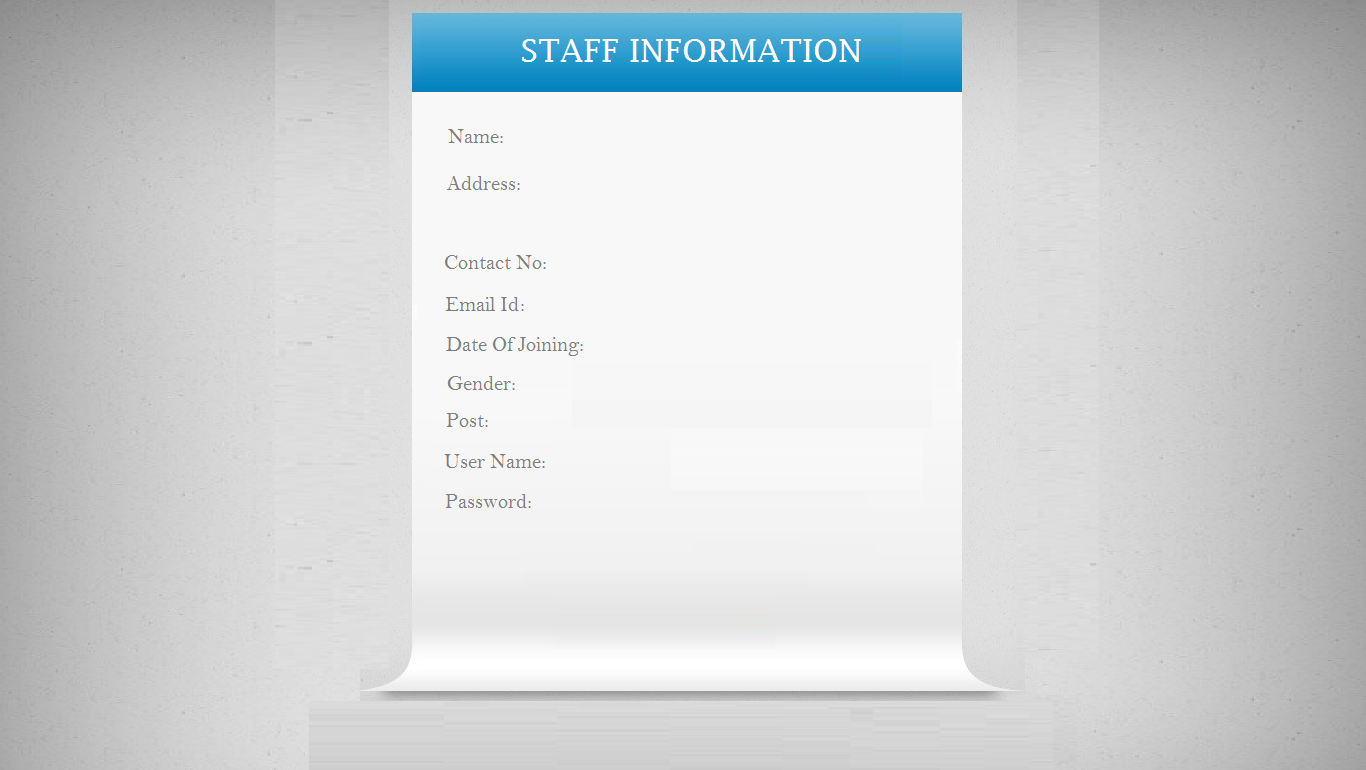 STAFF INFORMATION
Name:
Address:
Contact No:
Email Id:
Date Of Joining:
Gender:
Post:
User Name:
Password: